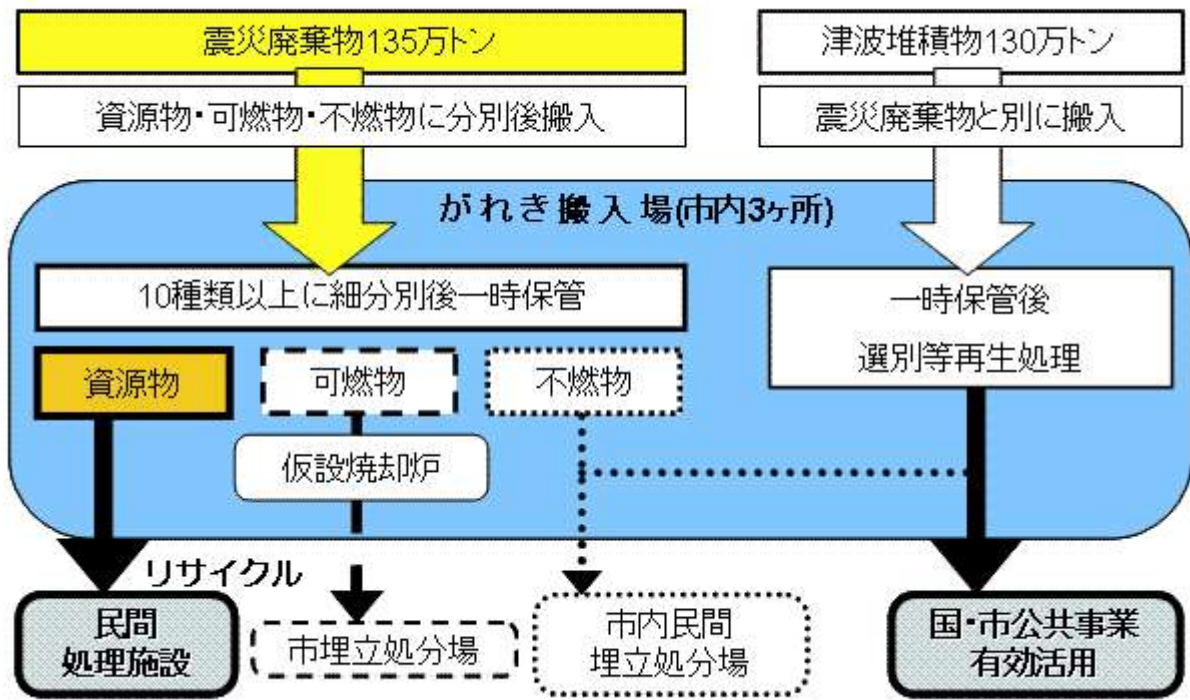 震災廃棄物135万トン
津波堆積物130万トン
資源物・可燃物・不燃物に分別後搬入
震災廃棄物と別に搬入
がれき搬入場(市内3ヶ所)
10種類以上に細分別後一時保管
一時保管後
選別等再生処理
資源物
可燃物
不燃物
仮設焼却炉
リサイクル
民間
処理施設
市埋立処分場
市内民間
埋立処分場
国・市公共事業
有効活用